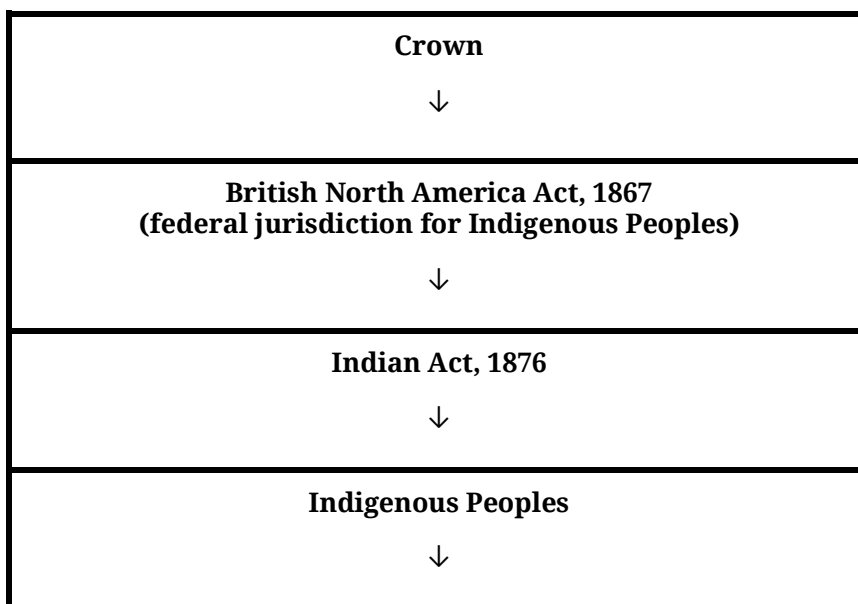 Crown
↓
British North America Act, 1867
(federal jurisdiction for Indigenous Peoples)
↓
Indian Act, 1876
↓
Indigenous Peoples
↓